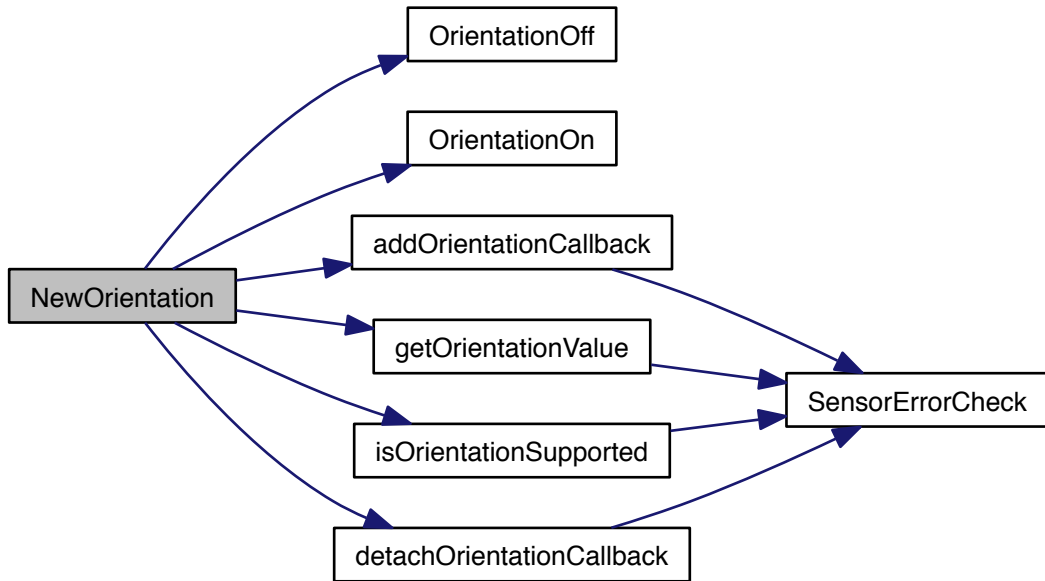 OrientationOff
OrientationOn
addOrientationCallback
NewOrientation
getOrientationValue
SensorErrorCheck
isOrientationSupported
detachOrientationCallback